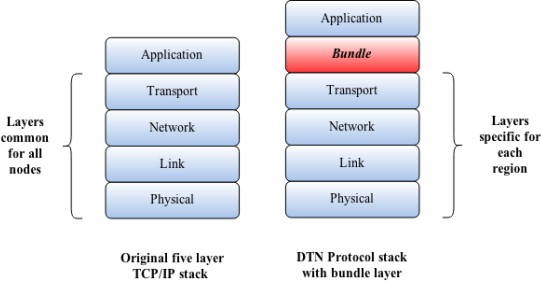 Application
Transport
Network
Link
Physical
Layers
common
for all
nodes
Original five layer
TCP/IP stack
Application
Bundle
Transport
Network
Link
Physical
Layers
specific for
each
region
DTN Protocol stack
with bundle layer